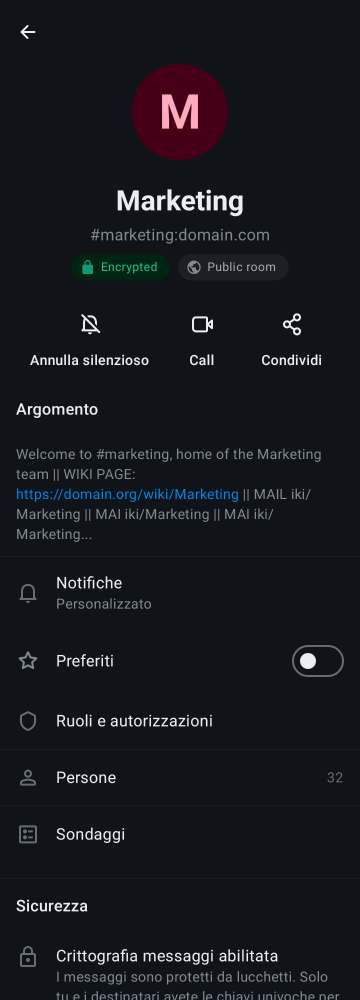 M
Marketing
#marketing:domain.com
Encrypted
Public room
Annulla silenzioso
Call
Condividi
Argomento
Welcome to #marketing, home of the Marketing
team || WIKI PAGE:
https://domain.org/wiki/Marketing || MAIL iki/
Marketing || MAI iki/Marketing || MAI iki/
Marketing...
Notifiche
Personalizzato
Preferiti
Ruoli e autorizzazioni
Persone
32
Sondaggi
Sicurezza
Crittografia messaggi abilitata
I messaggi sono protetti da lucchetti. Solo
tu e i destinatari avete le chiavi univoche per